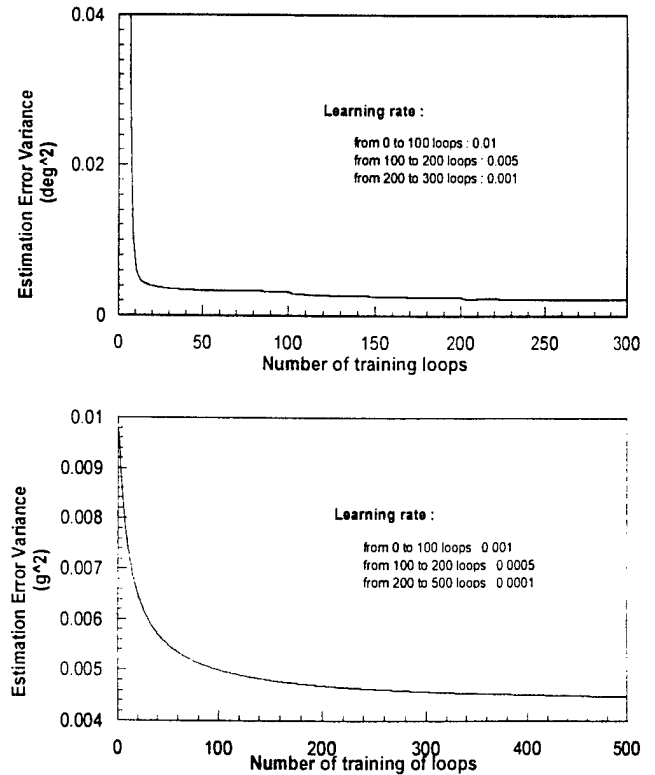 0.04
0.02
0
Estimation Error Variance
(deg^2)
Learning rate :
from 0 to 100 loops : 0.01
from 100 to 200 loops : 0.005
from 200 to 300 loops : 0.001
0 50 100 150 200 250 300
Number of training loops
0.01
0.009
0.008
0.007
0.006
0.005
0.004
Estimation Error Variance
(g^2)
Learning rate :
from 0 to 100 loops 0 001
from 100 to 200 loops 0 0005
from 200 to 500 loops 0 0001
0 100 200 300 400 500
Number of training of loops